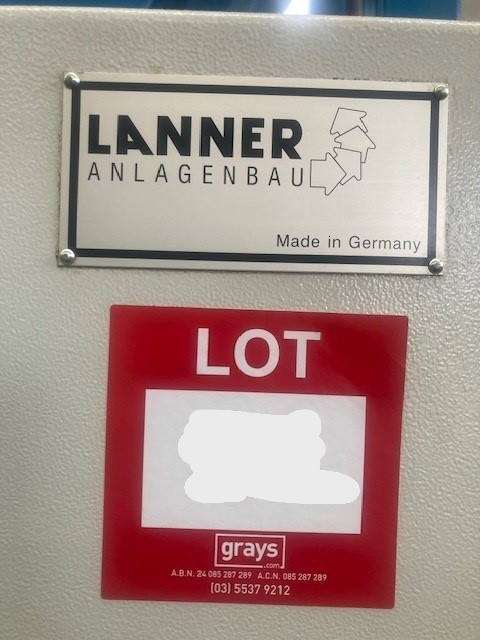 LANNER
ANLAGENBAU
Made in Germany
LOT
grays
.com
A.B.N. 24 085 287 289 A.C.N. 085 287 289
(03) 5537 9212